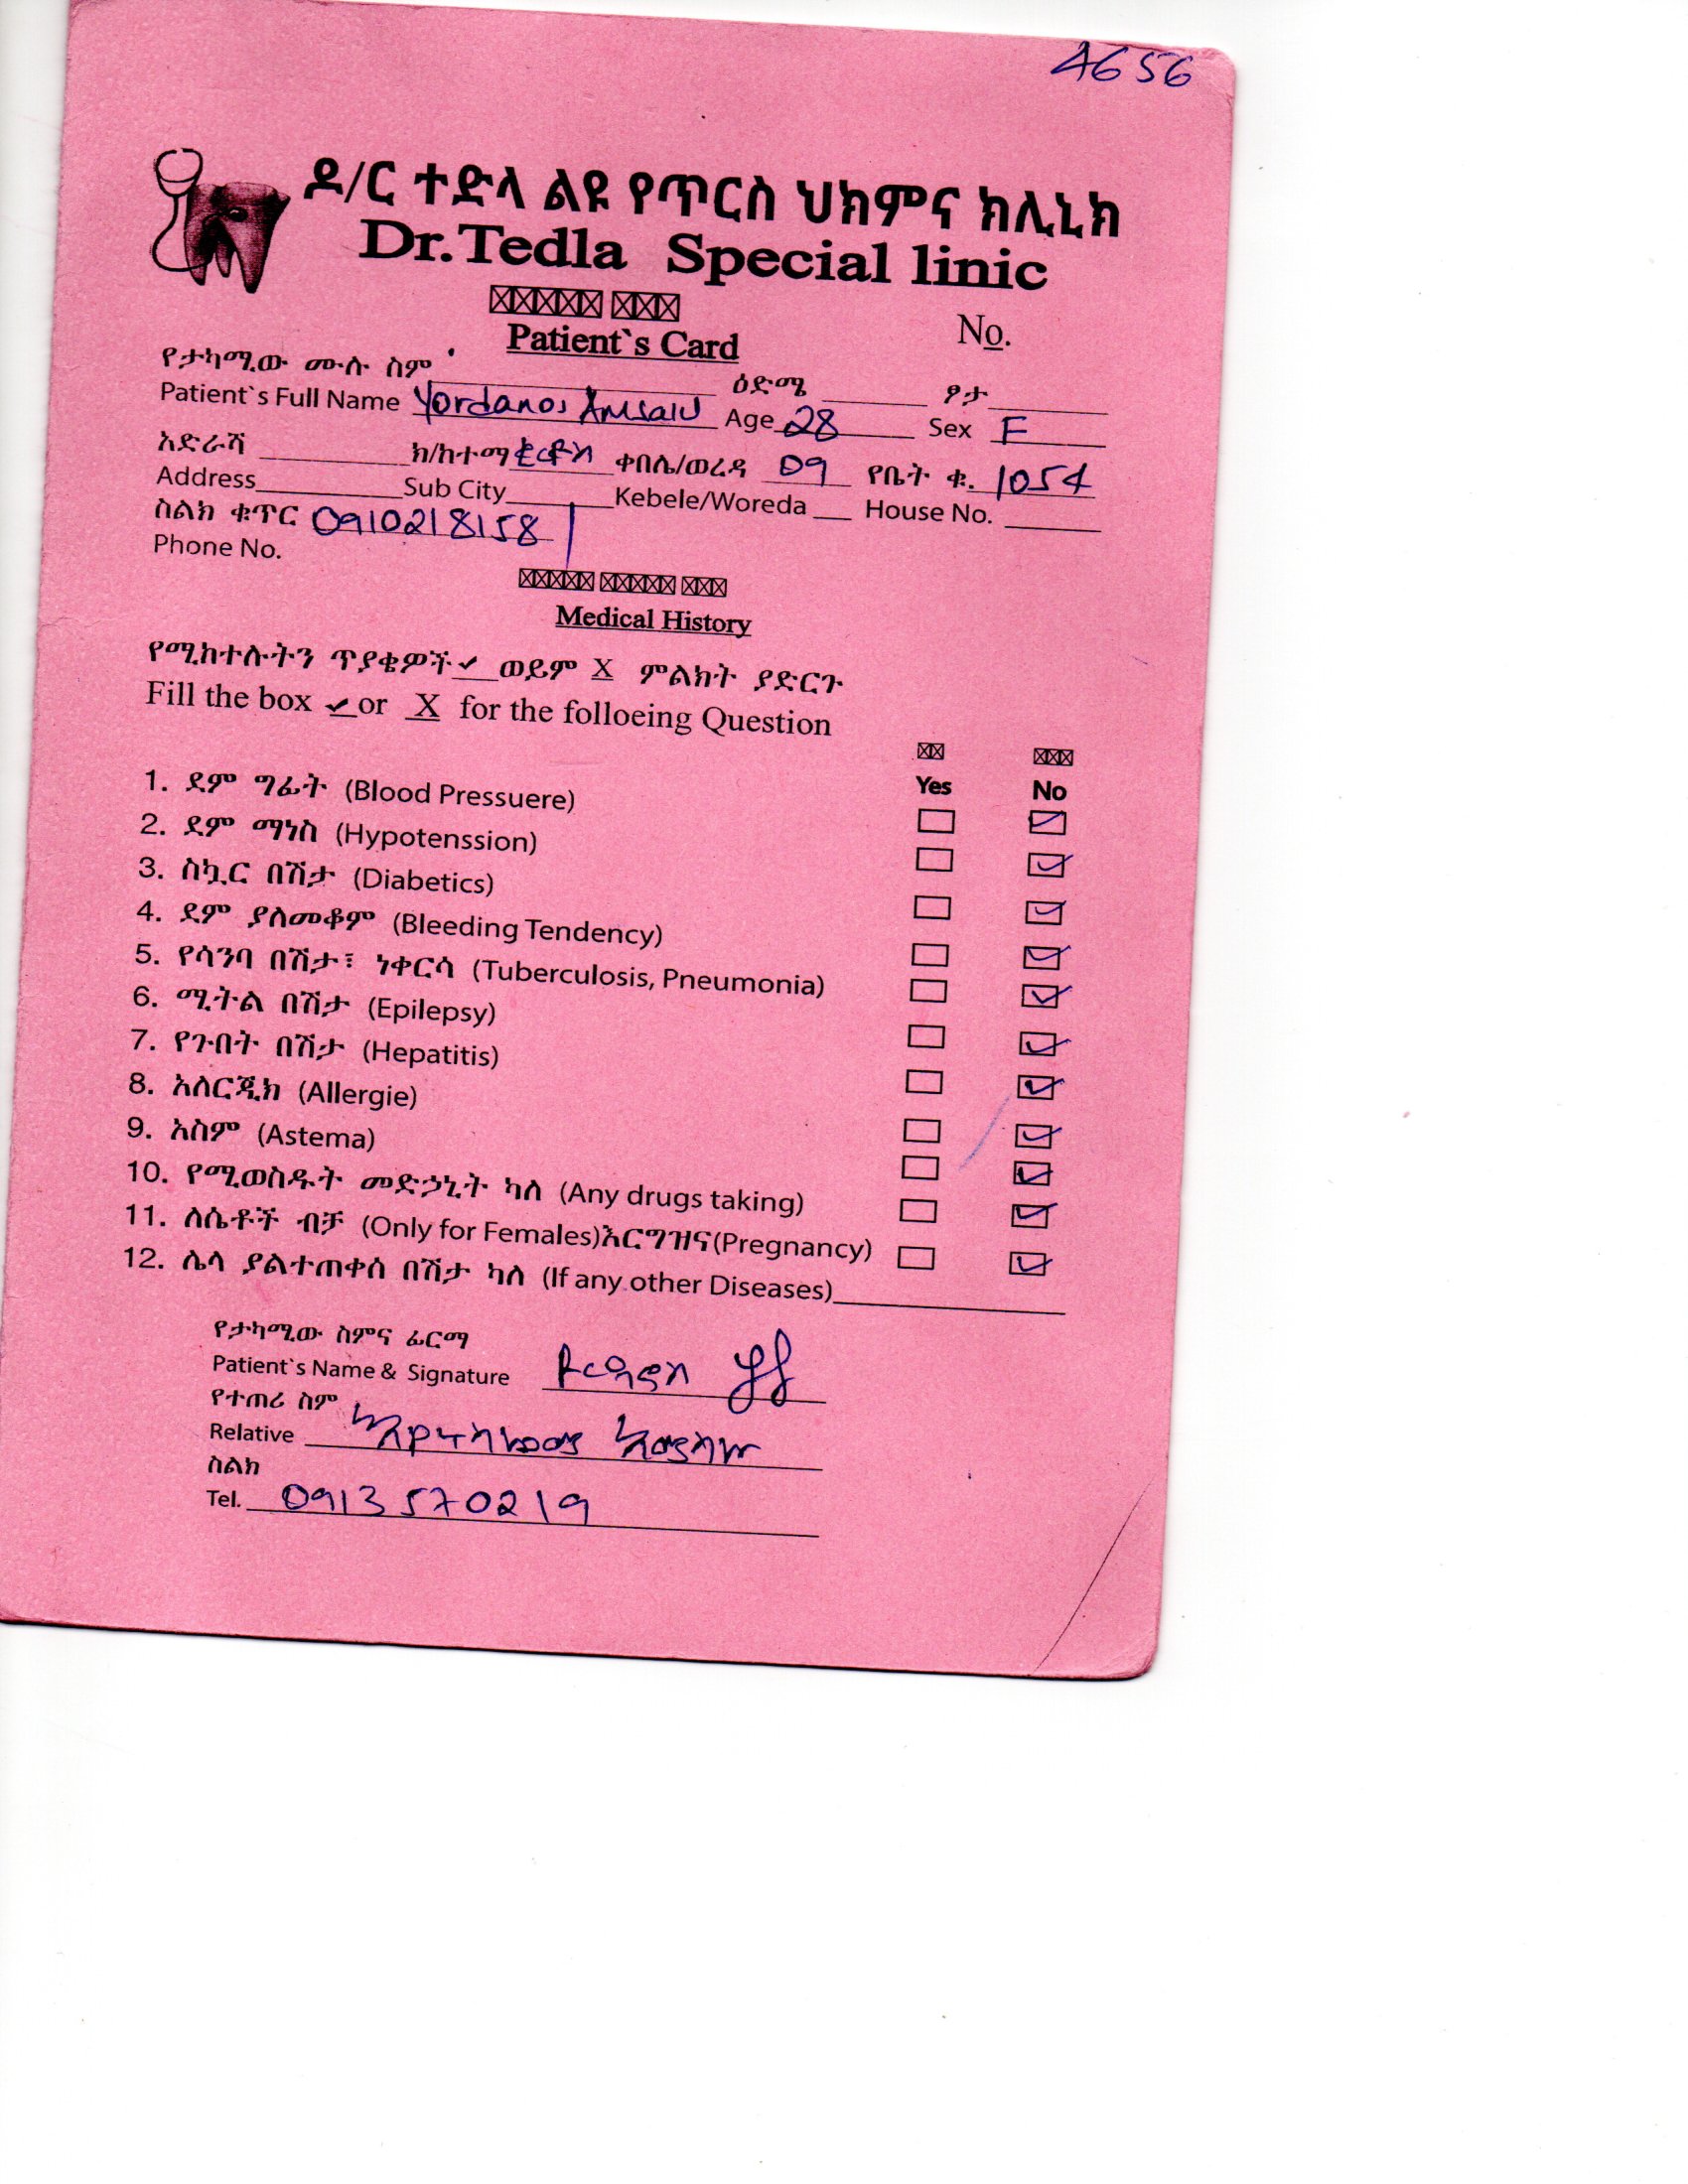 4656
ዶ/ር ተድላ ልዩ የጥርስ ህክምና ክሊኒክ
Dr.Tedla Special linic
Patient`s Card No.
የታካሚው ሙሉ ስም ዕድሜ ፆታ
Patient`s Full Name Yordanos Amsalu Age 28 Sex F
አድራሻ ክ/ከተማ ቂርቆስ ቀበሌ/ወረዳ 09 የቤት ቁ. 1054
Address Sub City Kebele/Woreda House No.
ስልክ ቁጥር 0910218158
Phone No.
Medical History
የሚከተሉትን ጥያቄዎች ✔ ወይም X ምልክት ያድርጉ
Fill the box ✔ or X for the folloeing Question
Yes No
1. ደም ግፊት (Blood Pressuere)
2. ደም ማነስ (Hypotenssion)
3. ስኳር በሽታ (Diabetics)
4. ደም ያለመቆም (Bleeding Tendency)
5. የሳንባ በሽታ፣ ነቀርሳ (Tuberculosis, Pneumonia)
6. ሚትል በሽታ (Epilepsy)
7. የጉበት በሽታ (Hepatitis)
8. አለርጂክ (Allergie)
9. አስም (Astema)
10. የሚወስዱት መድኃኒት ካለ (Any drugs taking)
11. ለሴቶች ብቻ (Only for Females)እርግዝና(Pregnancy)
12. ሌላ ያልተጠቀሰ በሽታ ካለ (If any other Diseases)
የታካሚው ስምና ፊርማ
Patient`s Name & Signature ዮርዳኖስ
የተጠሪ ስም
Relative
ስልክ
Tel. 0913570219